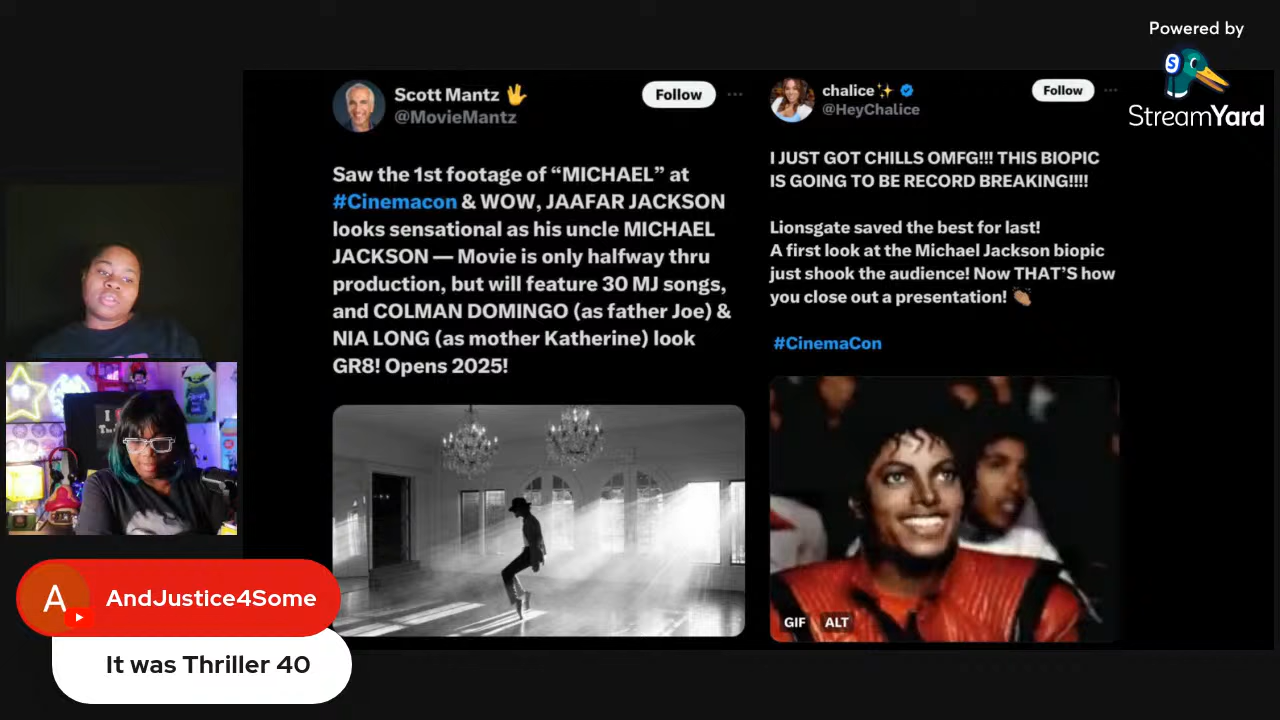 Powered by
StreamYard
Scott Mantz 🖖
@MovieMantz
Follow
Saw the 1st footage of “MICHAEL” at
#Cinemacon & WOW, JAAFAR JACKSON
looks sensational as his uncle MICHAEL
JACKSON — Movie is only halfway thru
production, but will feature 30 MJ songs,
and COLMAN DOMINGO (as father Joe) &
NIA LONG (as mother Katherine) look
GR8! Opens 2025!
chalice✨
@HeyChalice
Follow
I JUST GOT CHILLS OMFG!!! THIS BIOPIC
IS GOING TO BE RECORD BREAKING!!!!
Lionsgate saved the best for last!
A first look at the Michael Jackson biopic
just shook the audience! Now THAT’S how
you close out a presentation! 👏🏽
#CinemaCon
GIF ALT
A
AndJustice4Some
It was Thriller 40